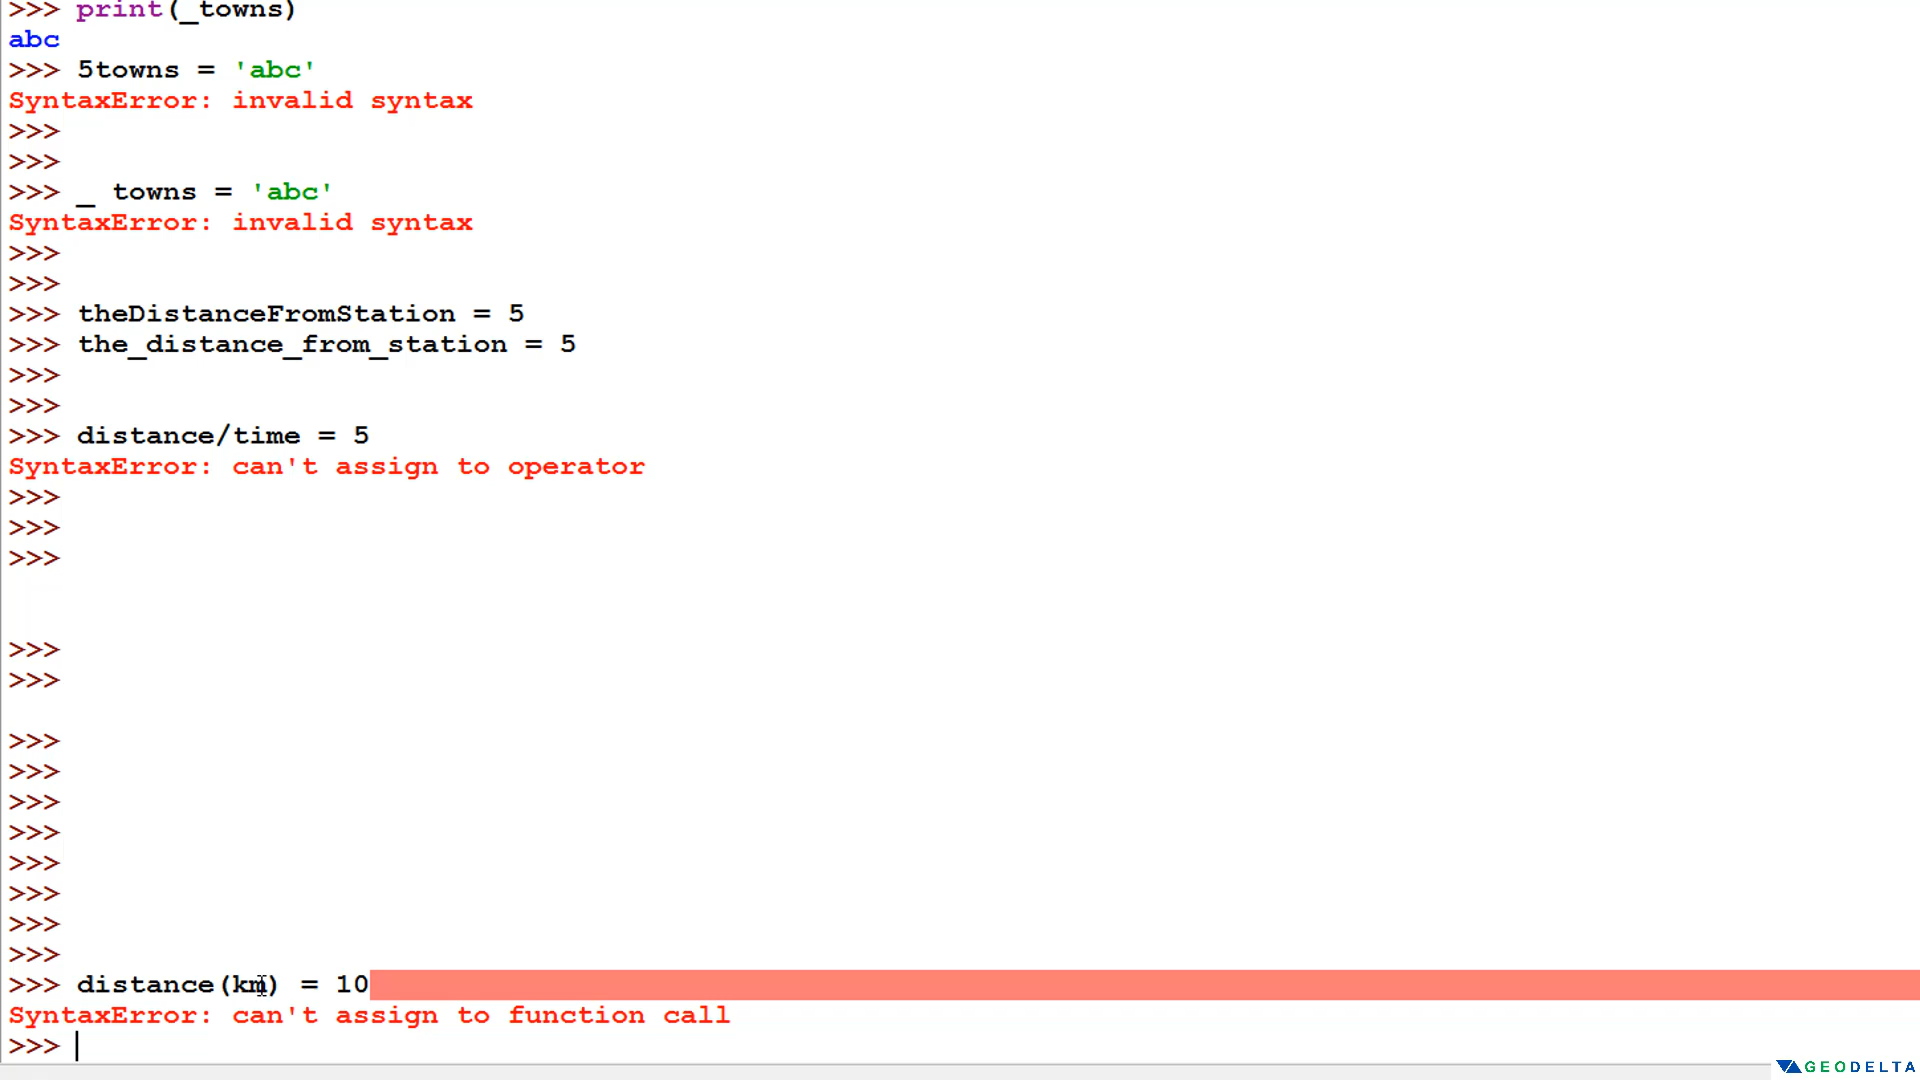 >>> print(_towns)
abc
>>> 5towns = 'abc'
SyntaxError: invalid syntax
>>>
>>>
>>> _ towns = 'abc'
SyntaxError: invalid syntax
>>>
>>>
>>> theDistanceFromStation = 5
>>> the_distance_from_station = 5
>>>
>>>
>>> distance/time = 5
SyntaxError: can't assign to operator
>>>
>>>
>>>
>>>
>>>
>>>
>>>
>>>
>>>
>>>
>>>
>>>
>>>
>>> distance(km) = 10
SyntaxError: can't assign to function call
>>>
GEODELTA